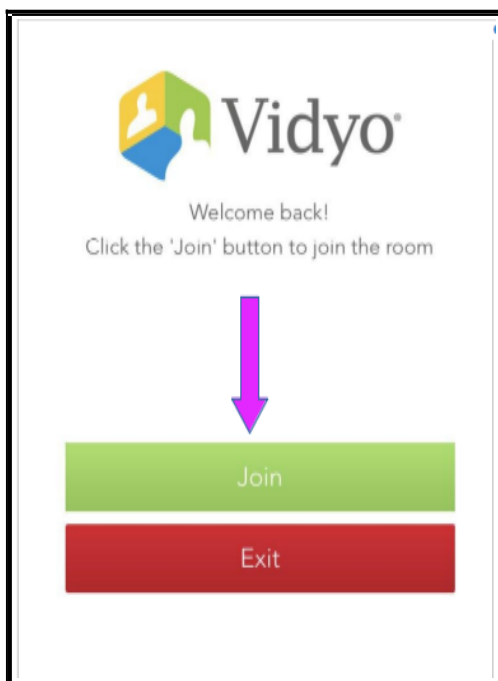 Vidyo®
Welcome back!
Click the 'Join' button to join the room
Join
Exit